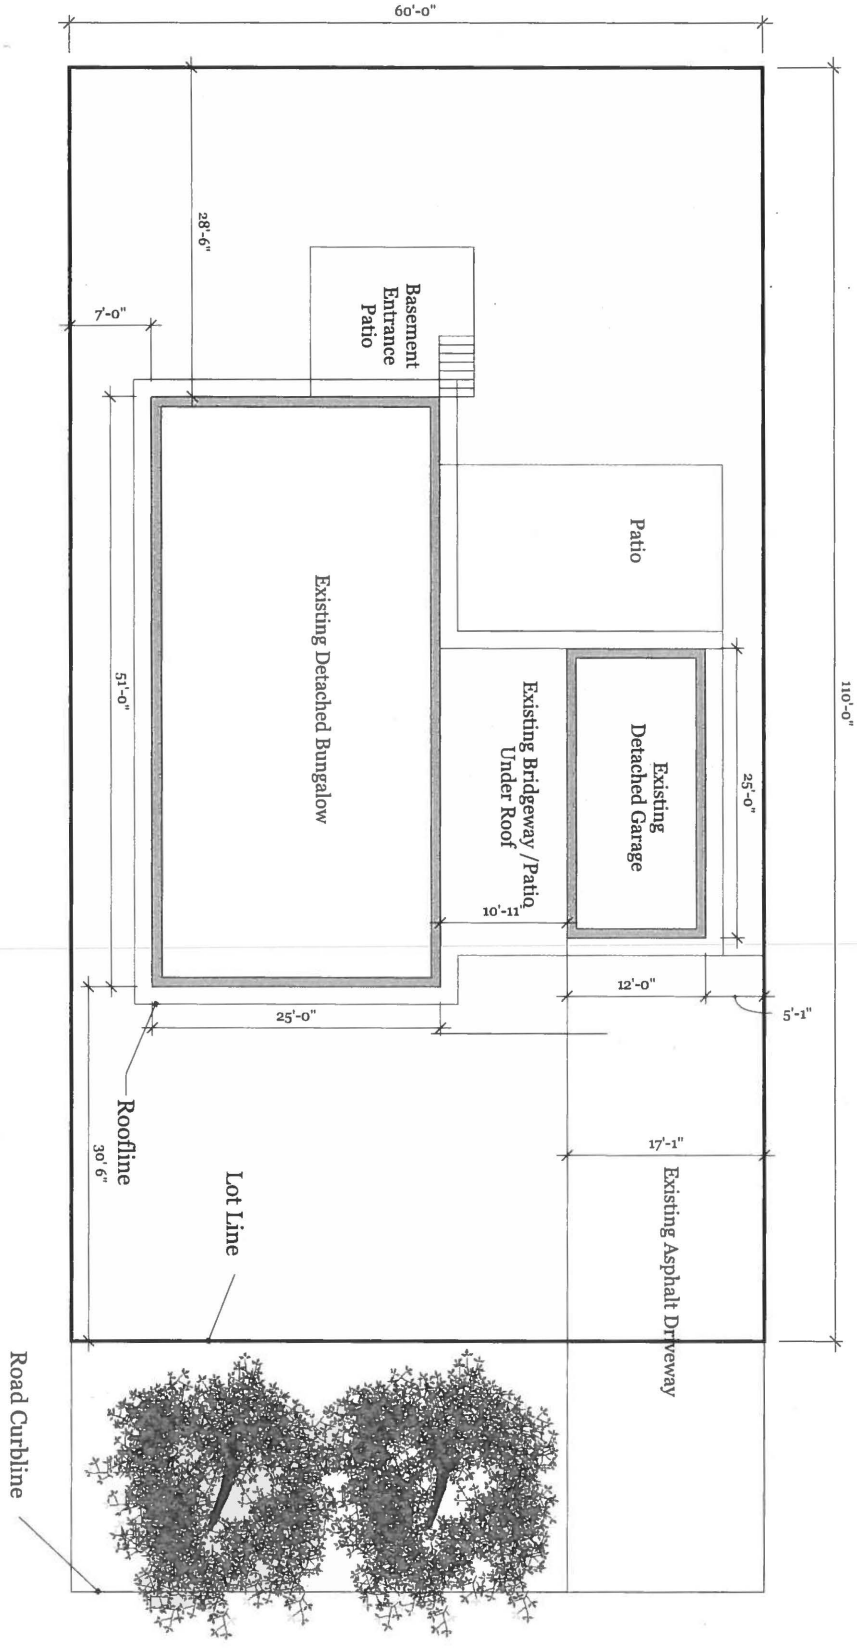 60'-0"
110'-0"
28'-6"
7'-0"
Basement
Entrance
Patio
Patio
51'-0"
Existing Detached Bungalow
Existing Bridgeway /Patio
Under Roof
Existing
Detached Garage
25'-0"
10'-11"
12'-0"
5'-1"
25'-0"
17'-1"
Roofline
30' 6"
Lot Line
Existing Asphalt Driveway
Road Curbline